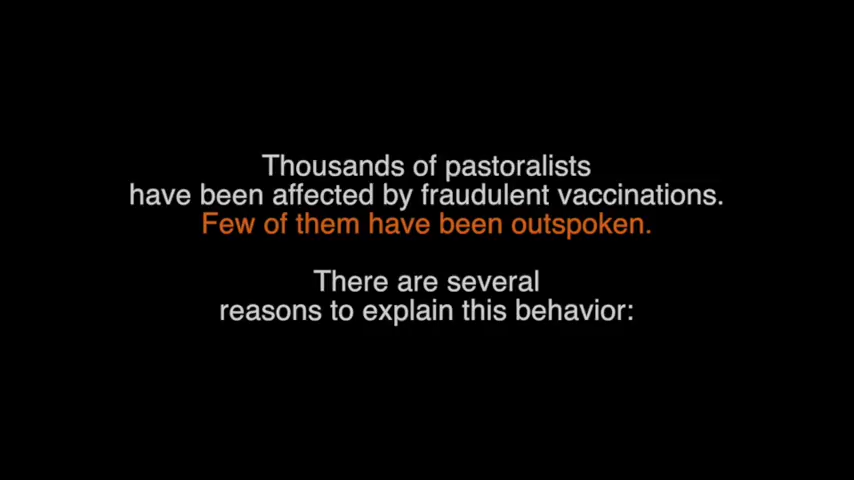 Thousands of pastoralists
have been affected by fraudulent vaccinations.
Few of them have been outspoken.
There are several
reasons to explain this behavior: